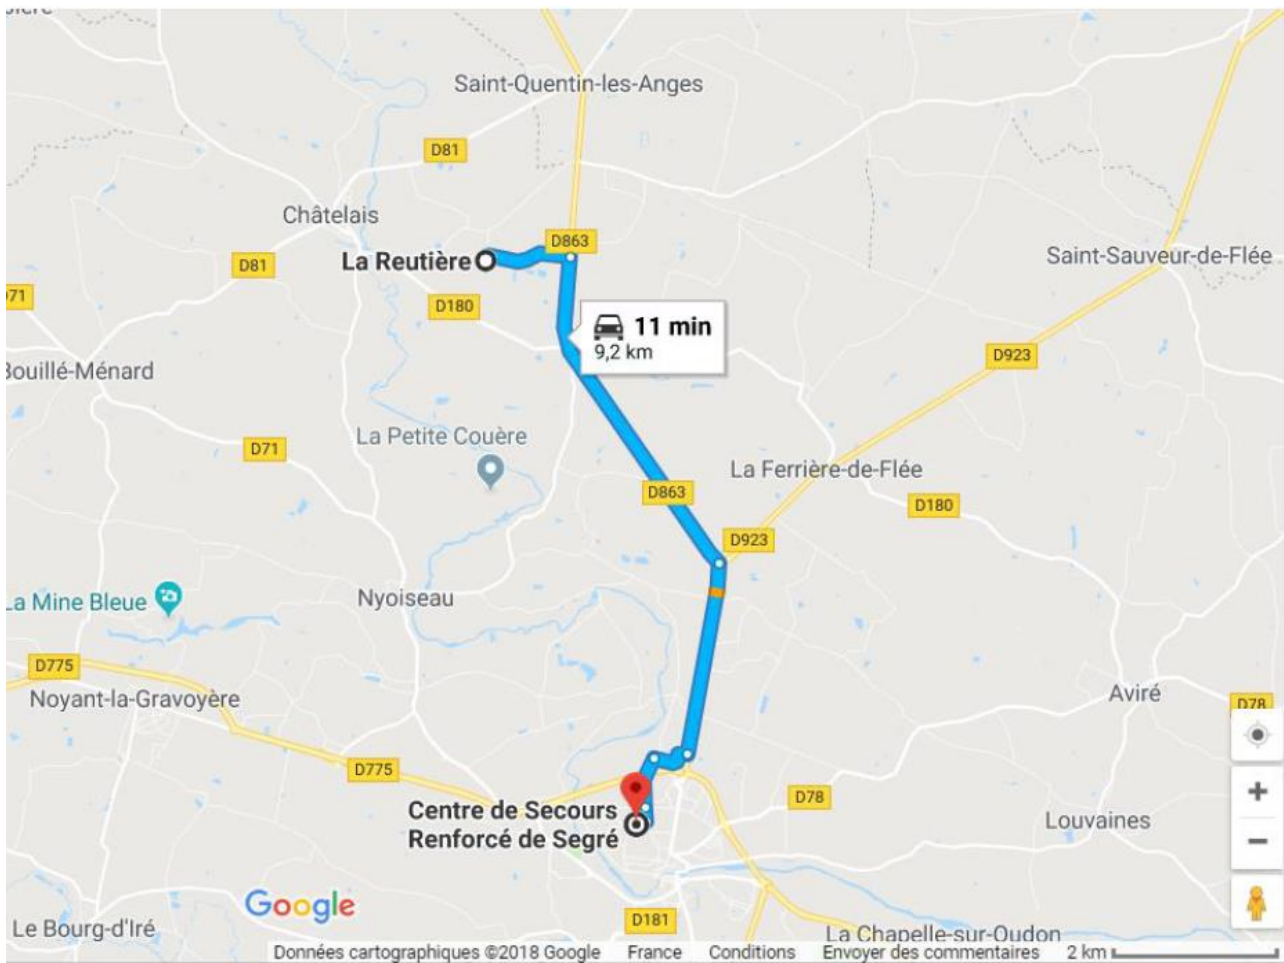 Saint-Quentin-les-Anges
D81
Châtelais
D863
La Reutière
D81
Saint-Sauveur-de-Flée
D180
11 min
9,2 km
D923
Bouillé-Ménard
La Petite Couère
D71
La Ferrière-de-Flée
D863
D180
D923
La Mine Bleue
Nyoiseau
D775
Noyant-la-Gravoyère
Aviré
D78
D775
D78
Centre de Secours
Renforcé de Segré
Louvaines
Google
Le Bourg-d'Iré
D181
La Chapelle-sur-Oudon
Données cartographiques ©2018 Google France Conditions Envoyer des commentaires 2 km